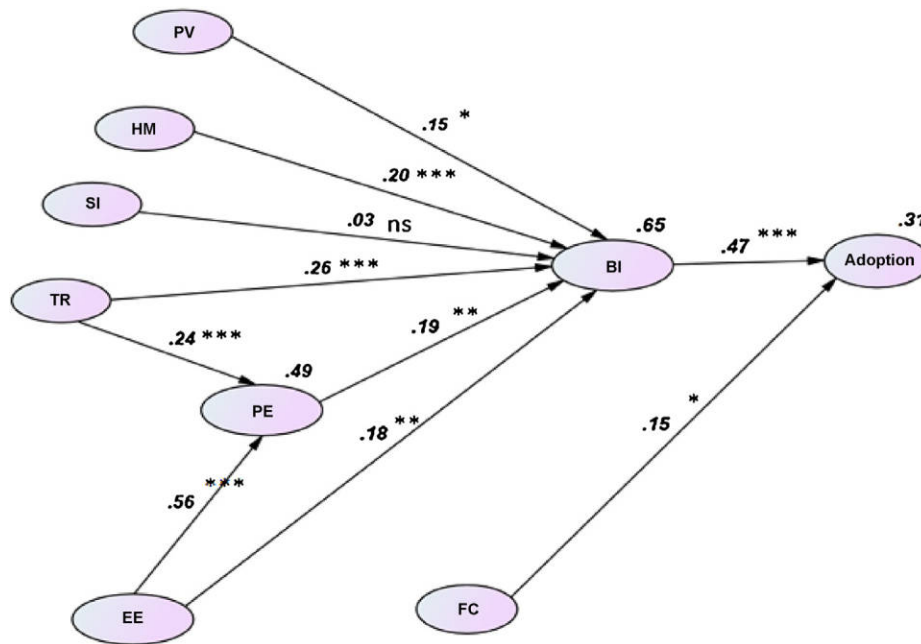 PV
.15 *
HM
.20 ***
SI
.03 ns
.65
.31
.47 ***
Adoption
BI
.26 ***
TR
.24 ***
.19 **
.49
PE
.18 **
.15 *
.56 ***
EE
FC